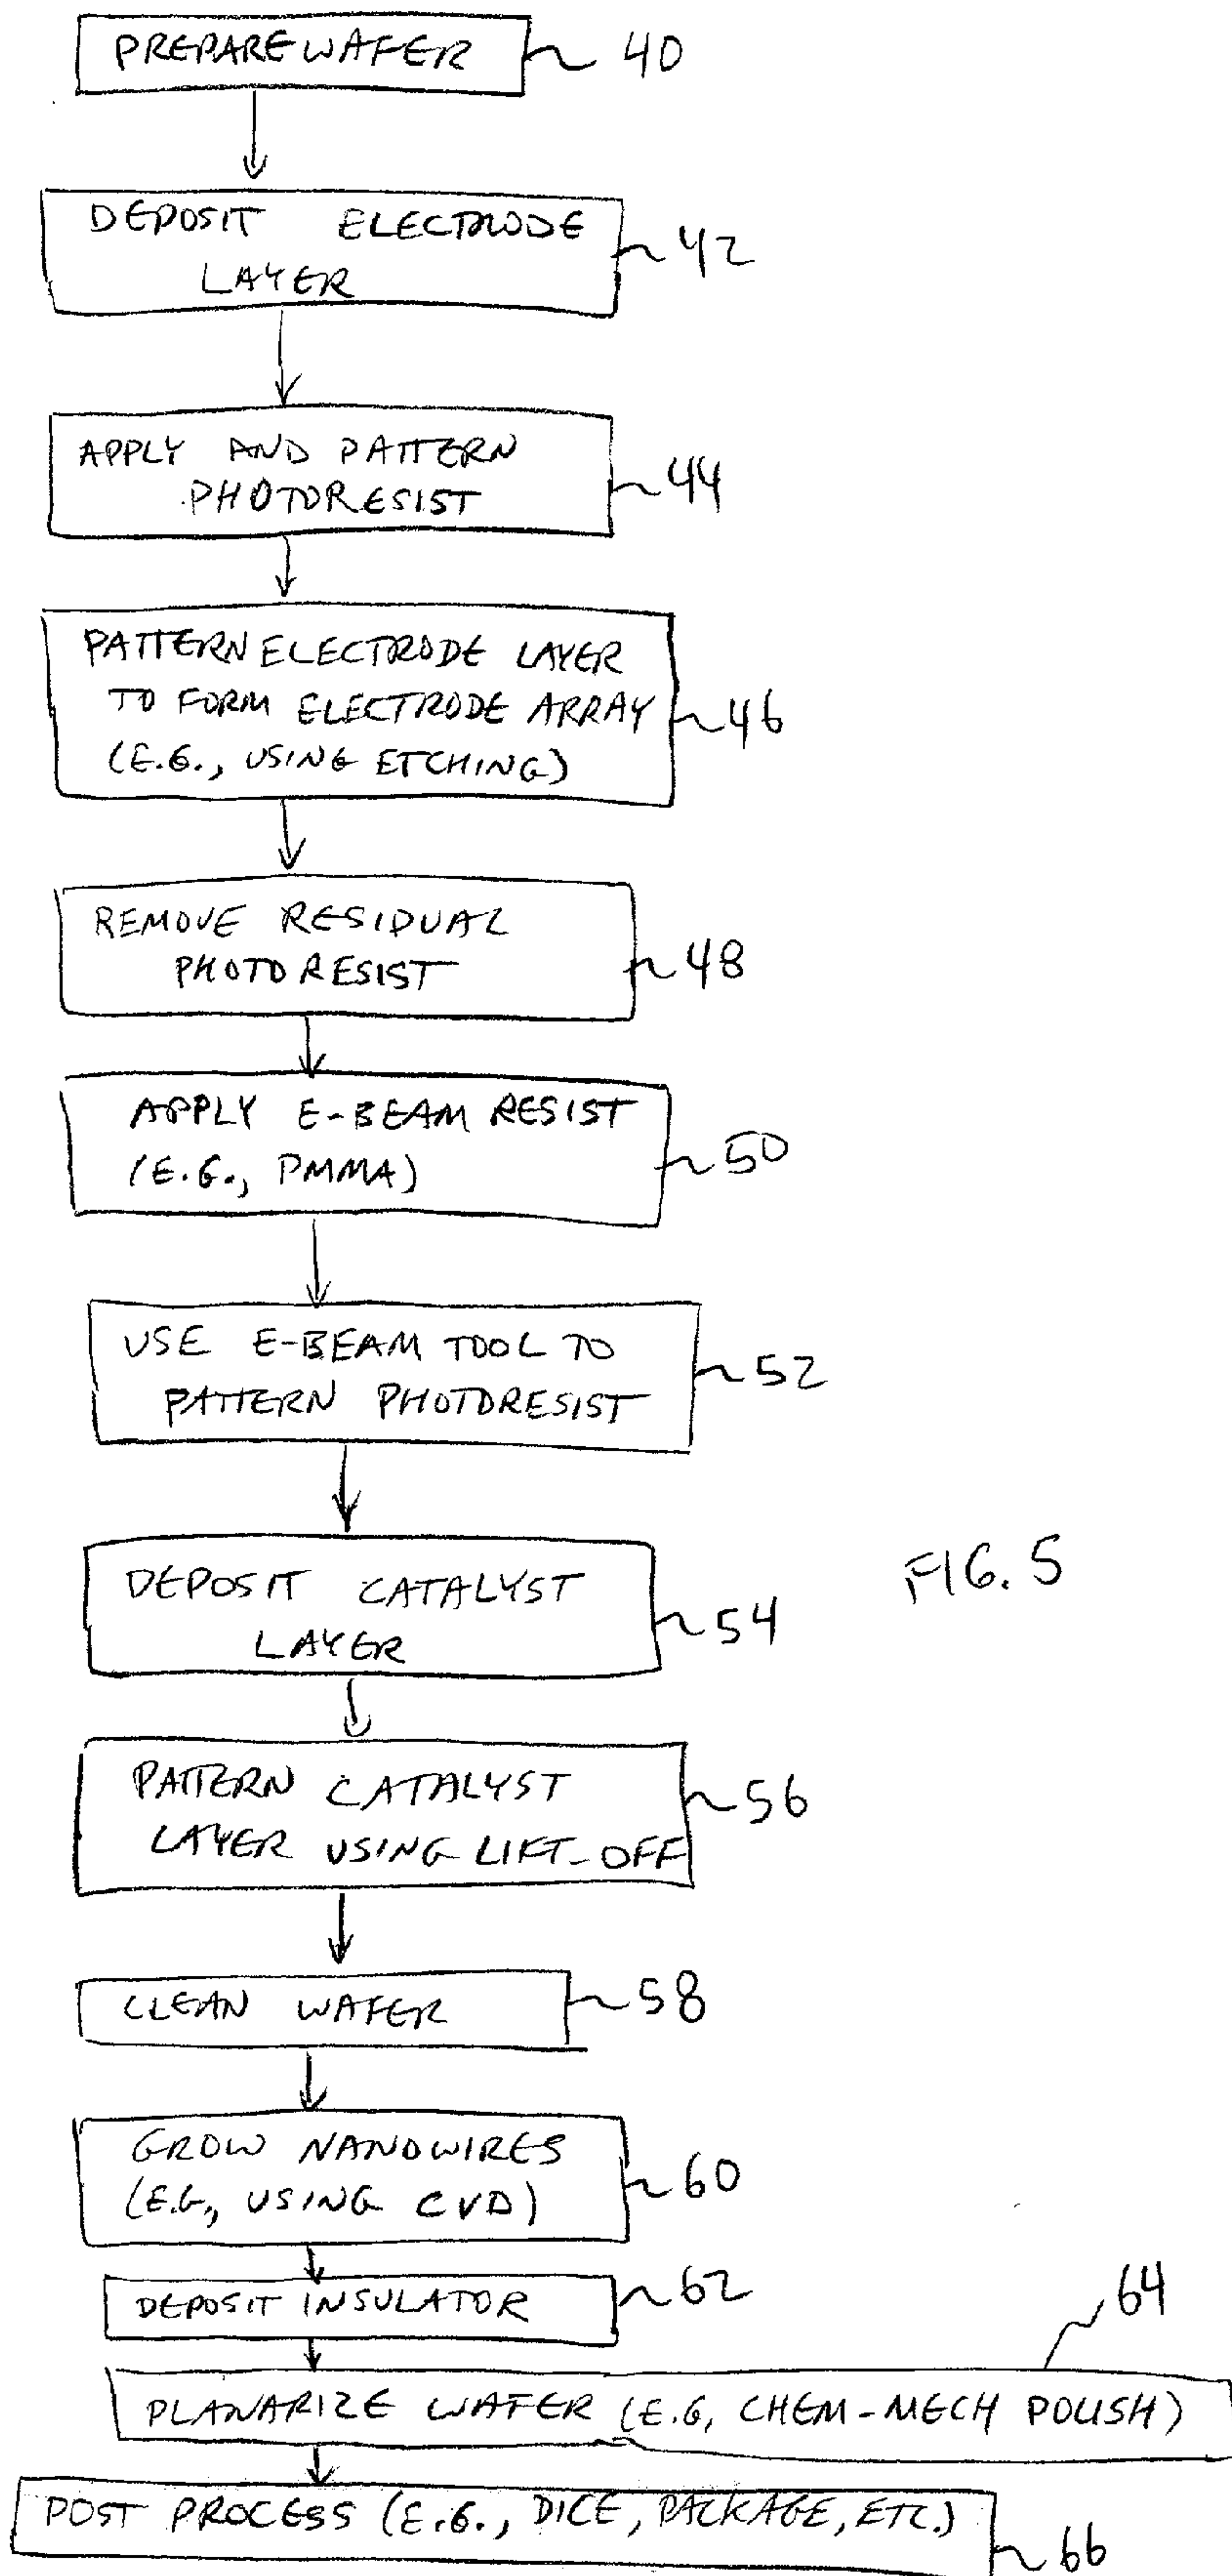 PREPARE WAFER 40
DEPOSIT ELECTRODE
LAYER 42
APPLY AND PATTERN
PHOTORESIST 44
PATTERN ELECTRODE LAYER
TO FORM ELECTRODE ARRAY 46
(E.G., USING ETCHING)
REMOVE RESIDUAL
PHOTORESIST 48
APPLY E-BEAM RESIST
(E.G., PMMA) 50
USE E-BEAM TOOL TO
PATTERN PHOTORESIST 52
DEPOSIT CATALYST
LAYER 54
FIG. 5
PATTERN CATALYST 56
LAYER USING LIFT-OFF
CLEAN WAFER 58
GROW NANOWIRES
(E.G., USING CVD) 60
DEPOSIT INSULATOR 62
64
PLANARIZE WAFER (E.G, CHEM-MECH POLISH)
POST PROCESS (E.G., DICE, PACKAGE, ETC.)
66